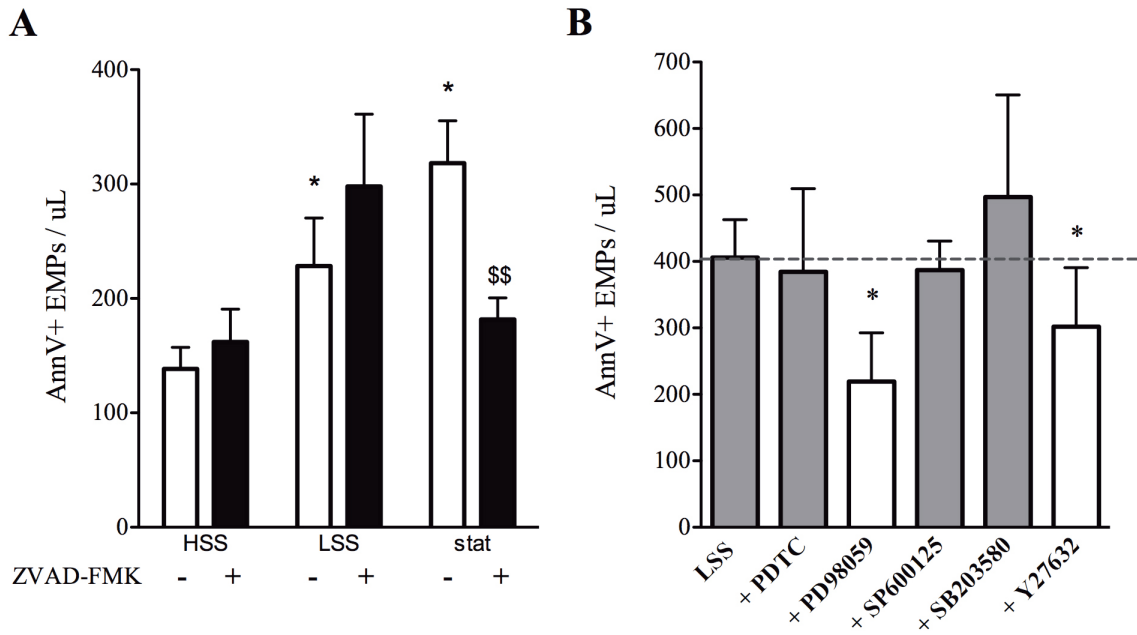 A
AnnV+ EMPs / uL
400
300
200
100
0
*
*
$$
HSS LSS stat
ZVAD-FMK - + - + - +
B
AnnV+ EMPs / uL
700
600
500
400
300
200
100
0
*
*
LSS
+ PDTC
+ PD98059
+ SP600125
+ SB203580
+ Y27632